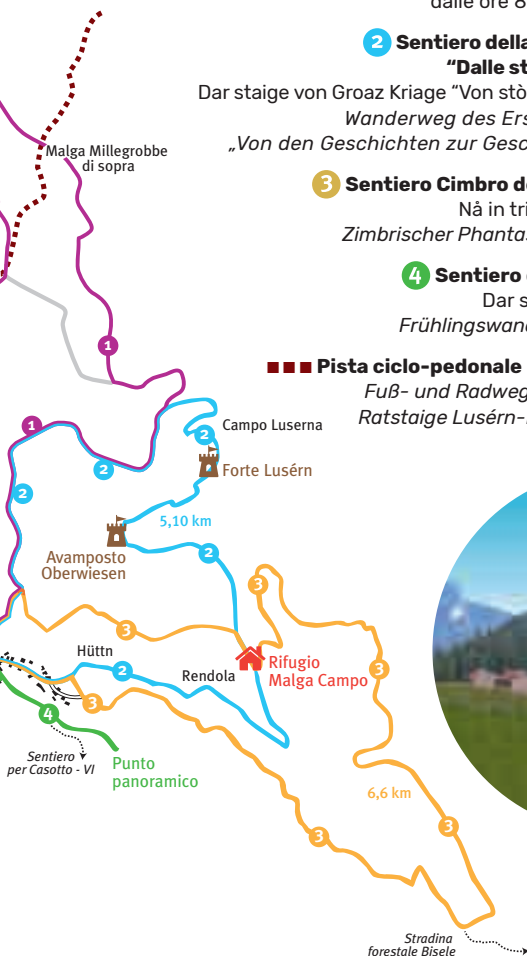 dalle ore 8
2 Sentiero della
"Dalle st
Dar staige von Groaz Kriage "Von stò
Wanderweg des Ers
„Von den Geschichten zur Gesc
3 Sentiero Cimbro de
Nå in tri
Zimbrischer Phantas
4 Sentiero
Dar s
Frühlingswand
Pista ciclo-pedonale
Fuß- und Radweg
Ratstaige Lusérn-
Malga Millegrobbe
di sopra
1
1
2
Campo Luserna
2
2
Forte Lusérn
5,10 km
Avamposto
Oberwiesen
2
3
3
Hüttn
2
Rendola
Rifugio
Malga Campo
3
3
4
Sentiero
per Casotto - VI
Punto
panoramico
6,6 km
3
3
Stradina
forestale Bisele